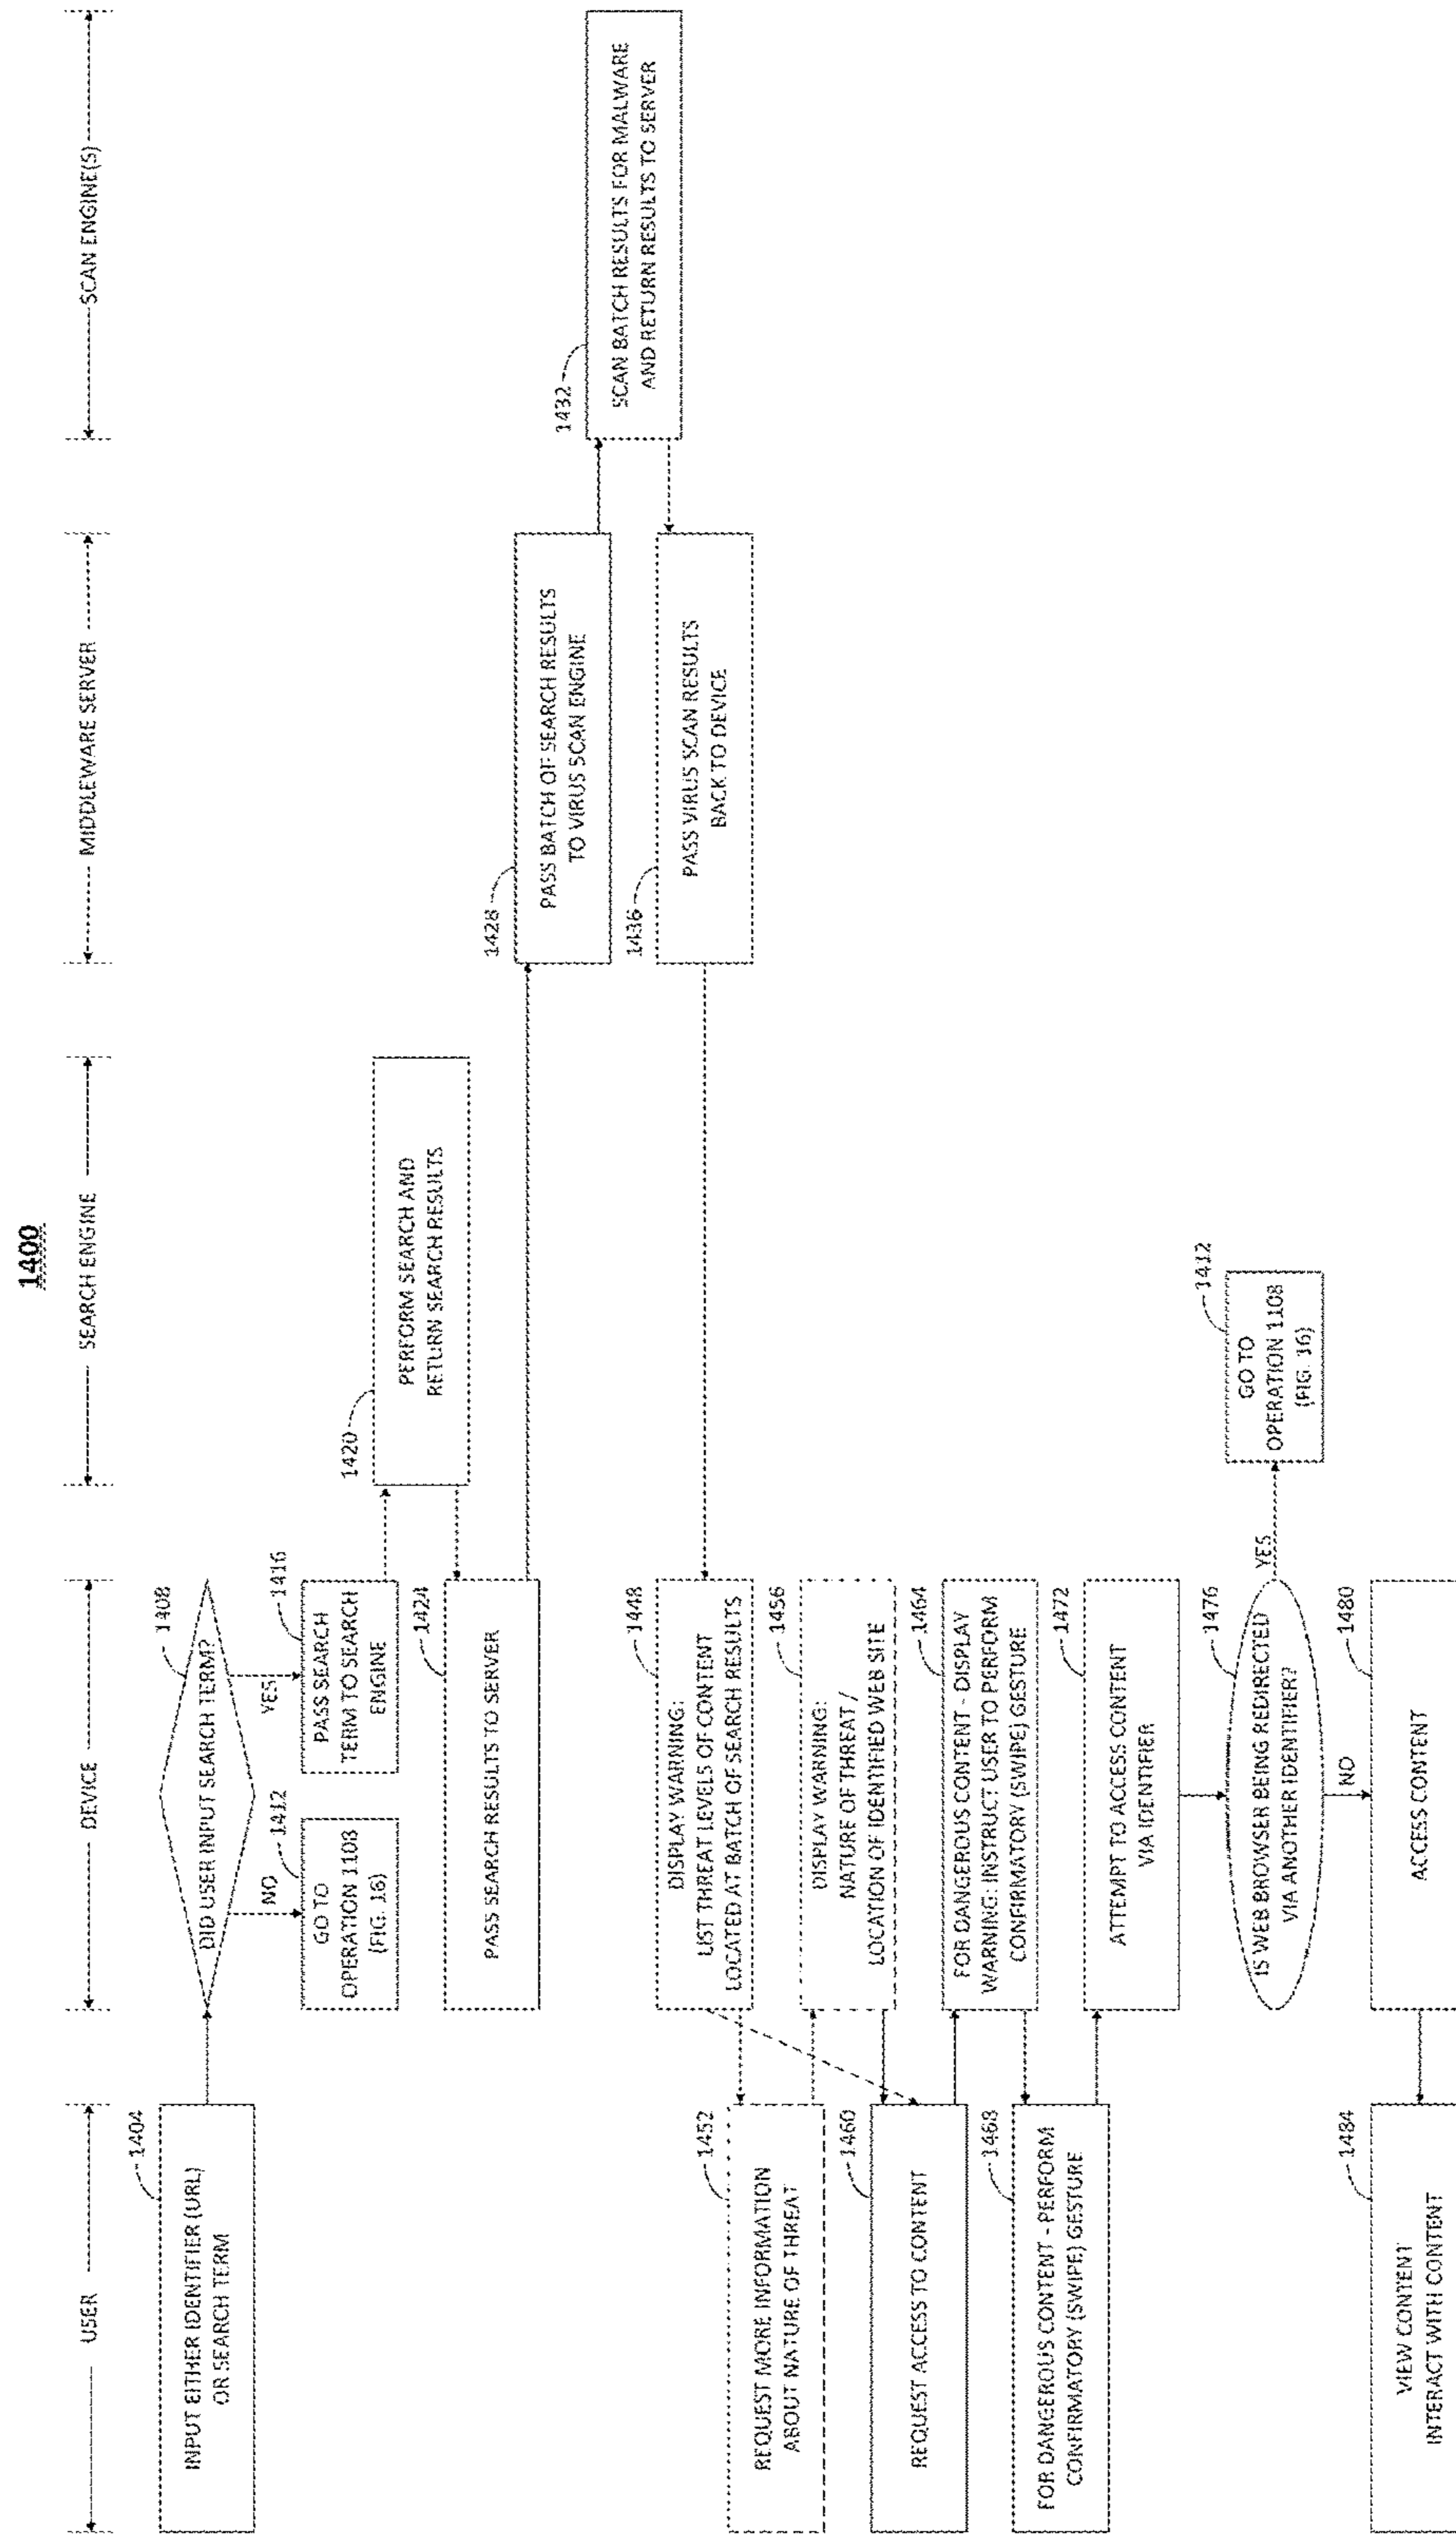 1400
USER
DEVICE
SEARCH ENGINE
MIDDLEWARE SERVER
SCAN ENGINE(S)
1404
INPUT EITHER IDENTIFIER (URL)
OR SEARCH TERM
1408
DID USER INPUT SEARCH TERM?
NO
YES
1412
GO TO
OPERATION 1108
(FIG. 16)
1416
PASS SEARCH
TERM TO SEARCH
ENGINE
1420
PERFORM SEARCH AND
RETURN SEARCH RESULTS
1424
PASS SEARCH RESULTS TO SERVER
1428
PASS BATCH OF SEARCH RESULTS
TO VIRUS SCAN ENGINE
1432
SCAN BATCH RESULTS FOR MALWARE
AND RETURN RESULTS TO SERVER
1436
PASS VIRUS SCAN RESULTS
BACK TO DEVICE
1448
DISPLAY WARNING:
LIST THREAT LEVELS OF CONTENT
LOCATED AT BATCH OF SEARCH RESULTS
1452
REQUEST MORE INFORMATION
ABOUT NATURE OF THREAT
1456
DISPLAY WARNING:
NATURE OF THREAT /
LOCATION OF IDENTIFIED WEB SITE
1460
REQUEST ACCESS TO CONTENT
1464
FOR DANGEROUS CONTENT - DISPLAY
WARNING: INSTRUCT USER TO PERFORM
CONFIRMATORY (SWIPE) GESTURE
1468
FOR DANGEROUS CONTENT - PERFORM
CONFIRMATORY (SWIPE) GESTURE
1472
ATTEMPT TO ACCESS CONTENT
VIA IDENTIFIER
1476
IS WEB BROWSER BEING REDIRECTED
VIA ANOTHER IDENTIFIER?
YES
1412
GO TO
OPERATION 1108
(FIG. 16)
NO
1480
ACCESS CONTENT
1484
VIEW CONTENT
INTERACT WITH CONTENT